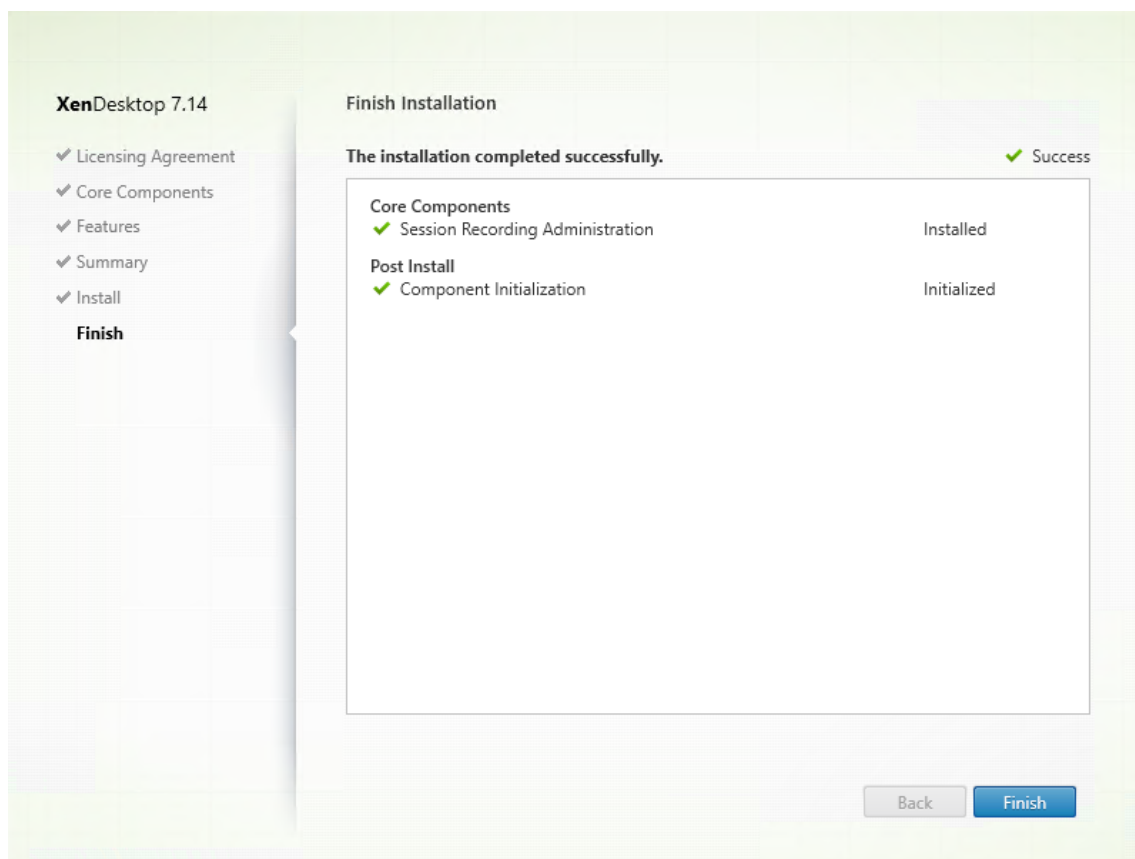 XenDesktop 7.14
Licensing Agreement
Core Components
Features
Summary
Install
Finish
Finish Installation
The installation completed successfully.
Success
Core Components
Session Recording Administration Installed
Post Install
Component Initialization Initialized
Back Finish